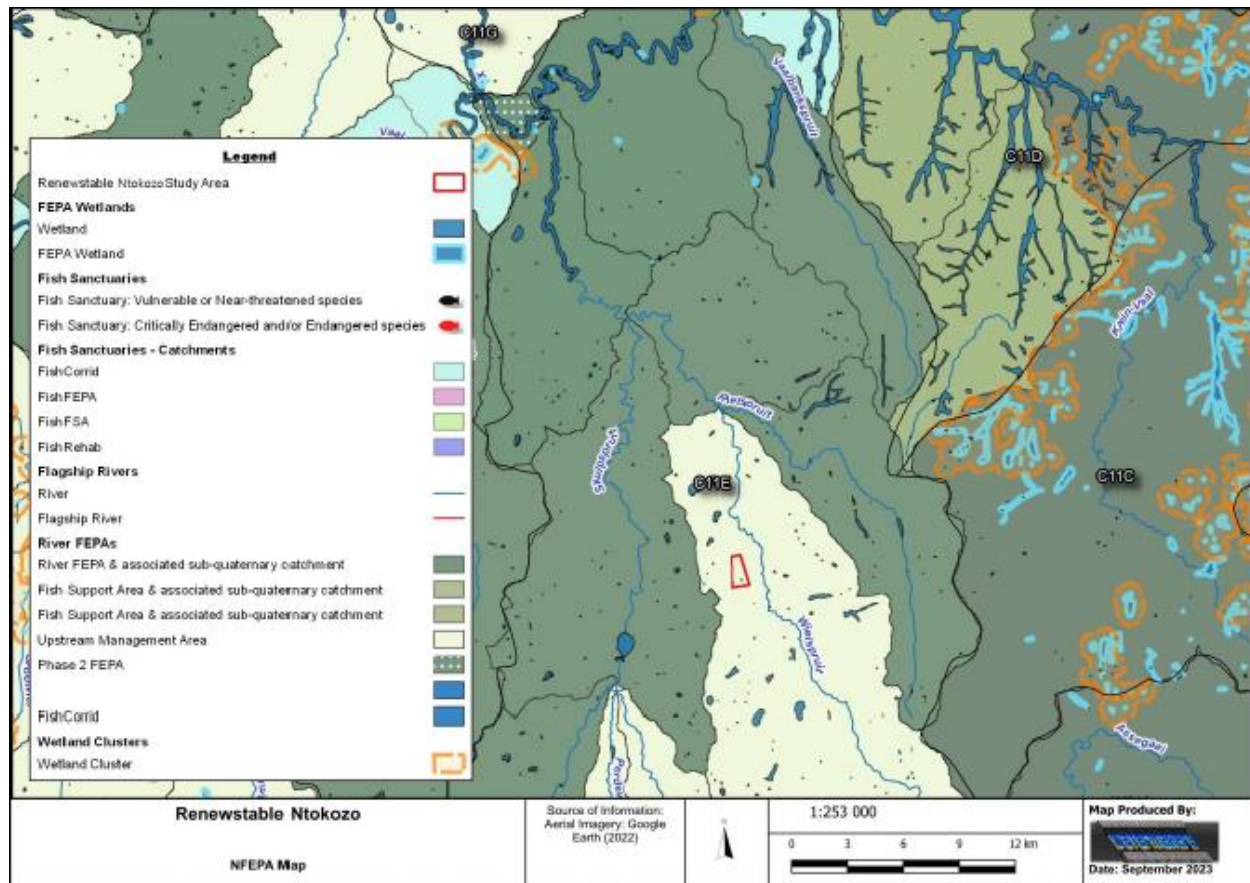 C11G
Vaal
Vaalbankspruit
C11D
Klein-Vaal
Legend
Renewstable Ntokozo Study Area
FEPA Wetlands
Wetland
FEPA Wetland
Fish Sanctuaries
Fish Sanctuary: Vulnerable or Near-threatened species
Fish Sanctuary: Critically Endangered and/or Endangered species
Fish Sanctuaries - Catchments
FishCorrid
FishFEPA
FishFSA
FishRehab
Flagship Rivers
River
Flagship River
River FEPAs
River FEPA & associated sub-quaternary catchment
Fish Support Area & associated sub-quaternary catchment
Fish Support Area & associated sub-quaternary catchment
Upstream Management Area
Phase 2 FEPA
FishCorrid
Wetland Clusters
Wetland Cluster
Rietspruit
Skulpspruit
C11E
C11C
Wielspruit
Assegaai
Perdew
Renewstable Ntokozo
NFEPA Map
Source of Information:
Aerial Imagery: Google
Earth (2022)
N
1:253 000
0 3 6 9 12 km
Map Produced By:
Date: September 2023